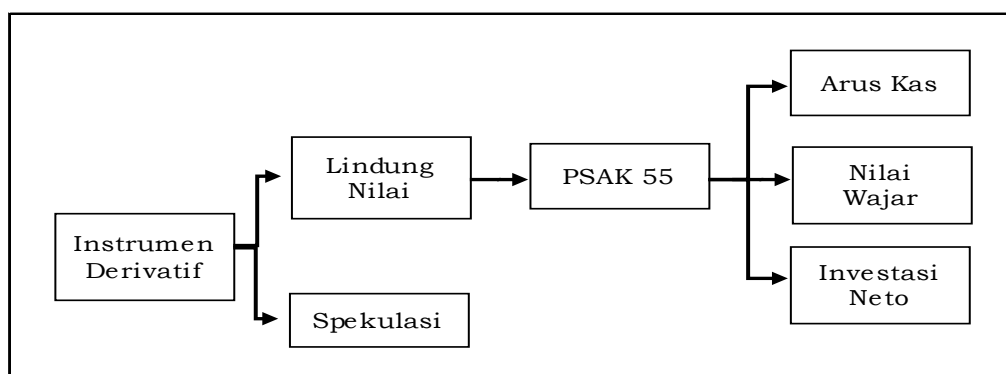 Instrumen
Derivatif
Lindung
Nilai
Spekulasi
PSAK 55
Arus Kas
Nilai
Wajar
Investasi
Neto